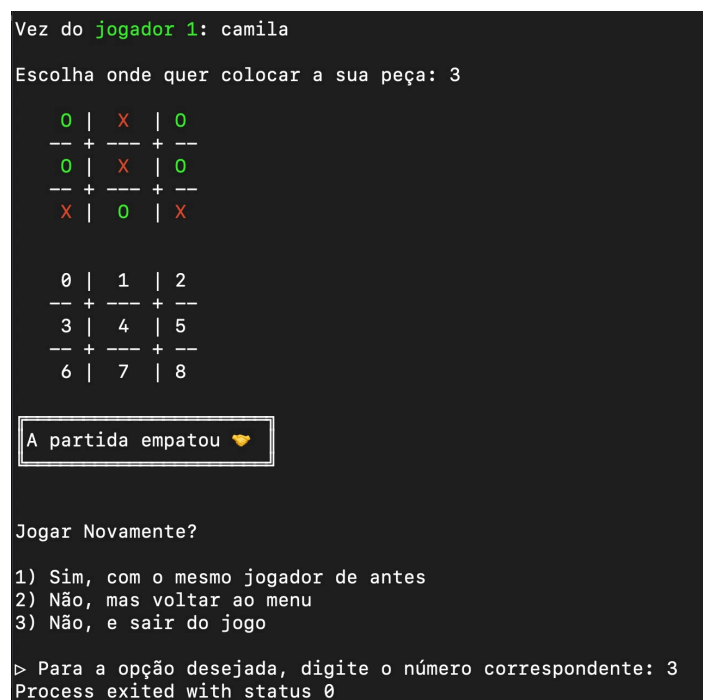 Vez do jogador 1: camila
Escolha onde quer colocar a sua peça: 3
O | X | O
-- + --- + --
O | X | O
-- + --- + --
X | O | X
0 | 1 | 2
-- + --- + --
3 | 4 | 5
-- + --- + --
6 | 7 | 8
A partida empatou 🤝
Jogar Novamente?
1) Sim, com o mesmo jogador de antes
2) Não, mas voltar ao menu
3) Não, e sair do jogo
▹ Para a opção desejada, digite o número correspondente: 3
Process exited with status 0